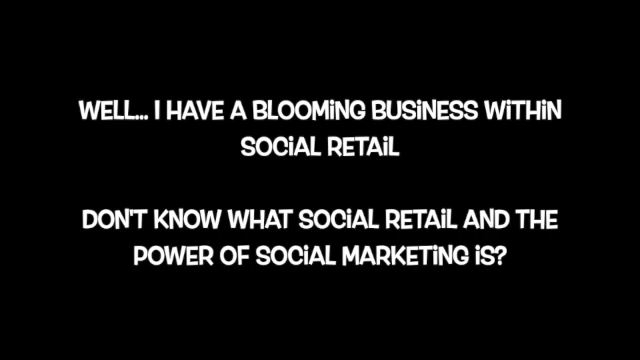 WELL... I HAVE A BLOOMING BUSINESS WITHIN
SOCIAL RETAIL
DON'T KNOW WHAT SOCIAL RETAIL AND THE
POWER OF SOCIAL MARKETING IS?